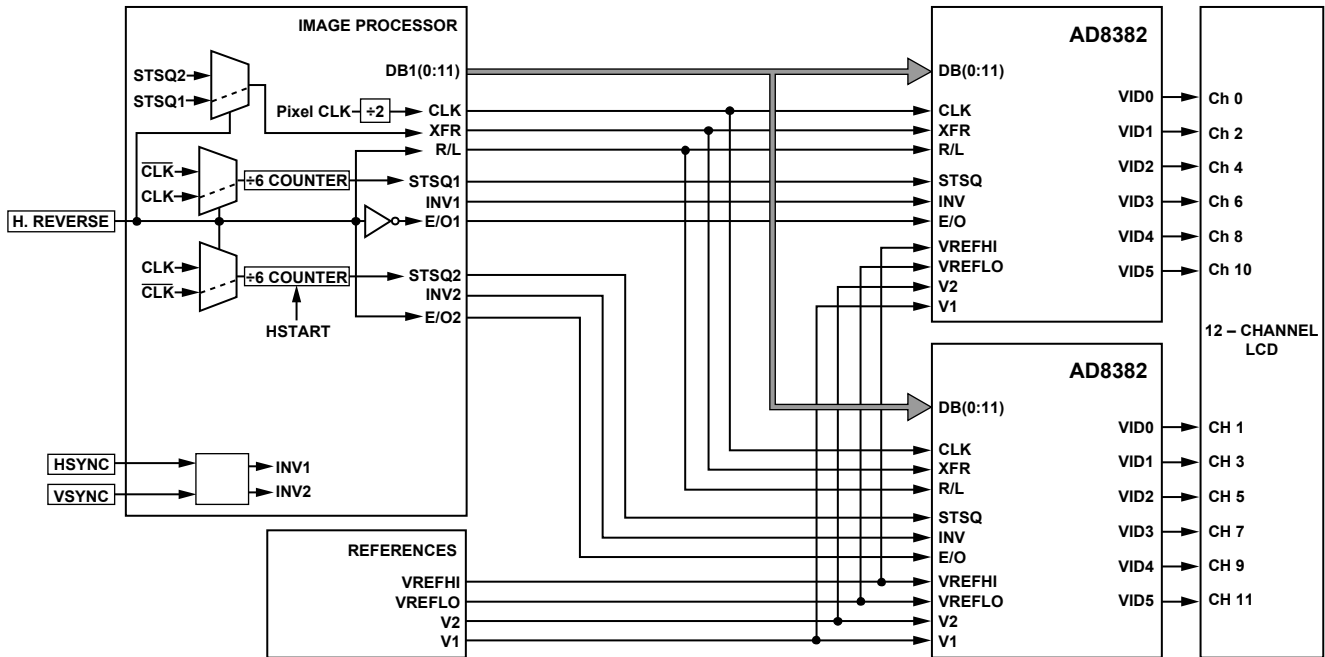 IMAGE PROCESSOR
STSQ2
STSQ1
DB1(0:11)
Pixel CLK
÷2
CLK
XFR
R/L
CLK
CLK
÷6 COUNTER
STSQ1
INV1
E/O1
H. REVERSE
CLK
CLK
÷6 COUNTER
HSTART
STSQ2
INV2
E/O2
HSYNC
VSYNC
INV1
INV2
REFERENCES
VREFHI
VREFLO
V2
V1
AD8382
DB(0:11)
CLK
XFR
R/L
STSQ
INV
E/O
VREFHI
VREFLO
V2
V1
VID0
VID1
VID2
VID3
VID4
VID5
AD8382
DB(0:11)
CLK
XFR
R/L
STSQ
INV
E/O
VREFHI
VREFLO
V2
V1
VID0
VID1
VID2
VID3
VID4
VID5
Ch 0
Ch 2
Ch 4
Ch 6
Ch 8
Ch 10
12 – CHANNEL
LCD
CH 1
CH 3
CH 5
CH 7
CH 9
CH 11